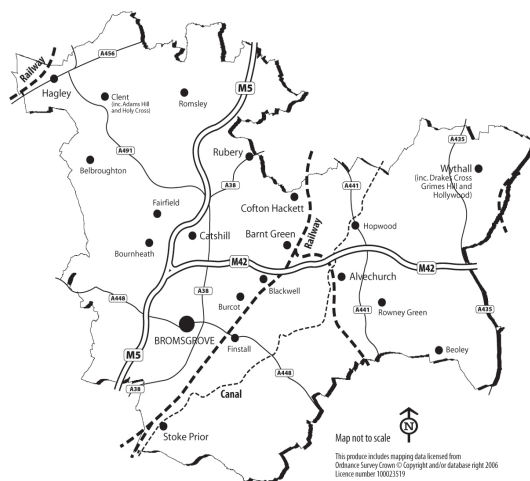 A456
Railway
Hagley
Clent
(inc. Adams Hill
and Holy Cross)
Romsley
M5
A435
A491
Rubery
Belbroughton
A38
A441
Wythall
(inc. Drakes Cross
Grimes Hill and
Hollywood)
Cofton Hackett
Fairfield
Hopwood
Catshill
Barnt Green
Railway
Bournheath
M42
M42
Blackwell
Alvechurch
A448
A38
Burcot
Rowney Green
A441
A435
BROMSGROVE
Finstall
Beoley
M5
A448
A38
Canal
Stoke Prior
N
Map not to scale
This produce includes mapping data licensed from
Ordnance Survey Crown © Copyright and/or database right 2006
Licence number 100023519